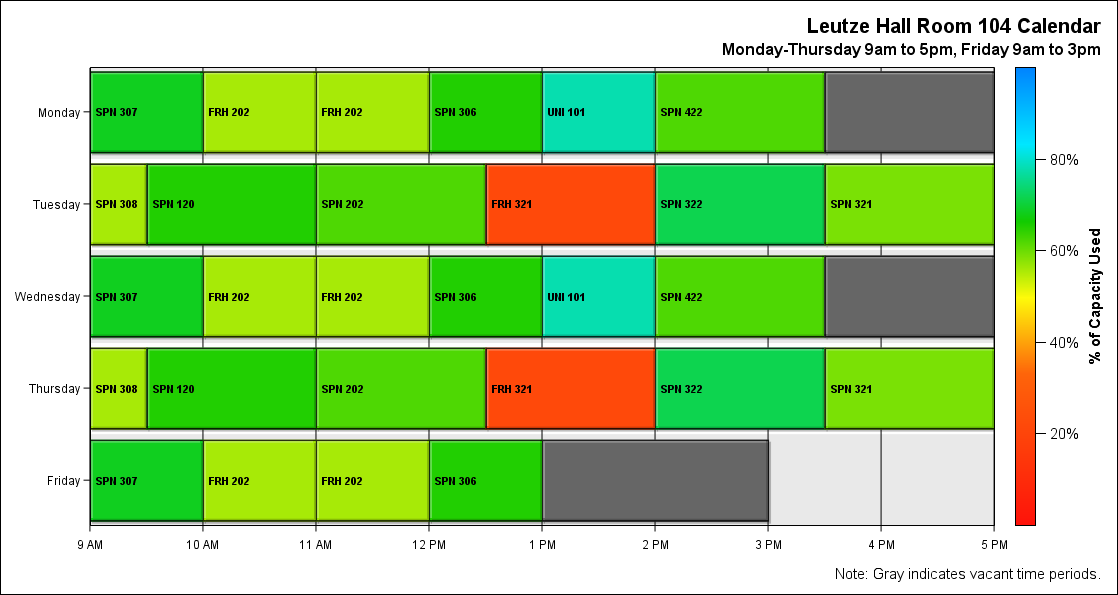 Leutze Hall Room 104 Calendar
Monday-Thursday 9am to 5pm, Friday 9am to 3pm
Monday
SPN 307
FRH 202
FRH 202
SPN 306
UNI 101
SPN 422
Tuesday
SPN 308
SPN 120
SPN 202
FRH 321
SPN 322
SPN 321
Wednesday
SPN 307
FRH 202
FRH 202
SPN 306
UNI 101
SPN 422
Thursday
SPN 308
SPN 120
SPN 202
FRH 321
SPN 322
SPN 321
Friday
SPN 307
FRH 202
FRH 202
SPN 306
9 AM
10 AM
11 AM
12 PM
1 PM
2 PM
3 PM
4 PM
5 PM
80%
60%
40%
20%
% of Capacity Used
Note: Gray indicates vacant time periods.